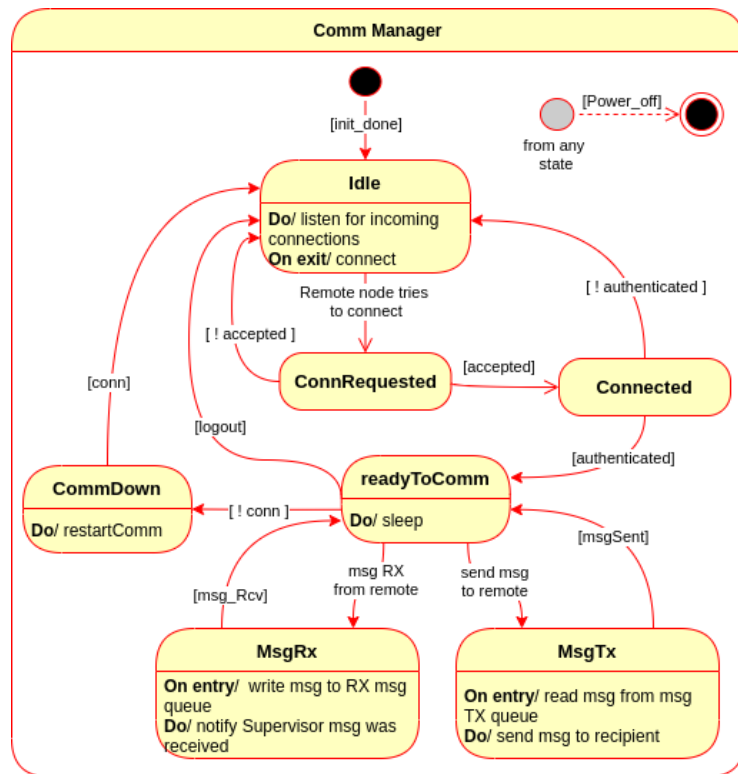 Comm Manager
[init_done]
[Power_off]
from any
state
Idle
Do/ listen for incoming
connections
On exit/ connect
Remote node tries
to connect
[ ! authenticated ]
[ ! accepted ]
[conn]
ConnRequested
[accepted]
Connected
[logout]
[authenticated]
CommDown
Do/ restartComm
[ ! conn ]
readyToComm
Do/ sleep
[msgSent]
[msg_Rcv]
msg RX
from remote
send msg
to remote
MsgRx
On entry/  write msg to RX msg
queue
Do/ notify Supervisor msg was
received
MsgTx
On entry/ read msg from msg
TX queue
Do/ send msg to recipient